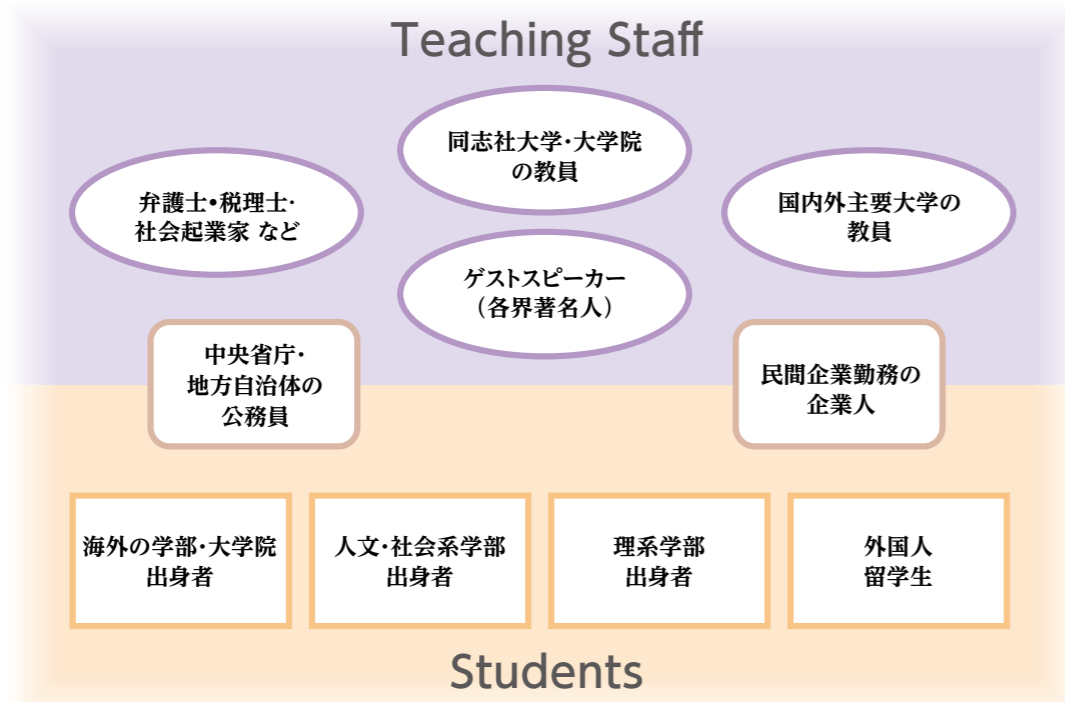 Teaching Staff
同志社大学・大学院
の教員
弁護士•税理士・
社会起業家 など
国内外主要大学の
教員
ゲストスピーカー
（各界著名人）
中央省庁・
地方自治体の
公務員
民間企業勤務の
企業人
海外の学部・大学院
出身者
人文・社会系学部
出身者
理系学部
出身者
外国人
留学生
Students